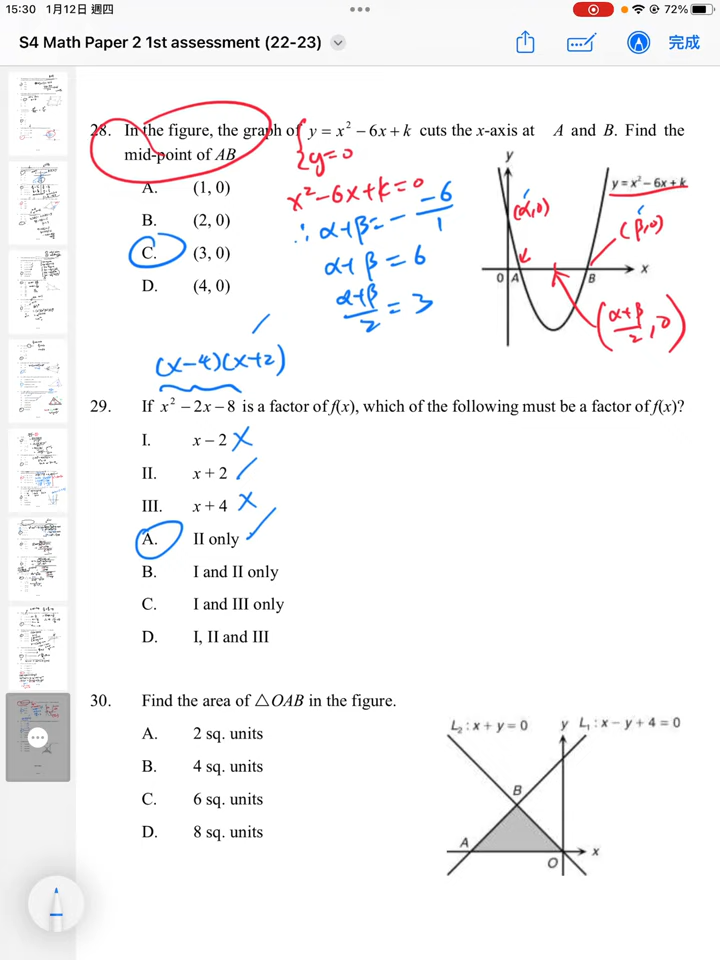 15:30 1月12日 週四
72%
S4 Math Paper 2 1st assessment (22-23)
完成
28. In the figure, the graph of y = x² − 6x + k cuts the x-axis at A and B. Find the
mid-point of AB.
{y=0
A. (1, 0)
x²-6x+k=0
B. (2, 0)
∴ α+β = - -6/1
C. (3, 0)
α+β = 6
D. (4, 0)
α+β/2 = 3
y
y = x² − 6x + k
(α,0)
(β,0)
O A B x
(α+β/2, 0)
(x-4)(x+2)
29. If x² − 2x − 8 is a factor of f(x), which of the following must be a factor of f(x)?
I. x − 2 ✗
II. x + 2 ✓
III. x + 4 ✗
A. II only ✓
B. I and II only
C. I and III only
D. I, II and III
30. Find the area of △OAB in the figure.
A. 2 sq. units
B. 4 sq. units
C. 6 sq. units
D. 8 sq. units
L₂ : x + y = 0 y L₁ : x − y + 4 = 0
B
A
O x